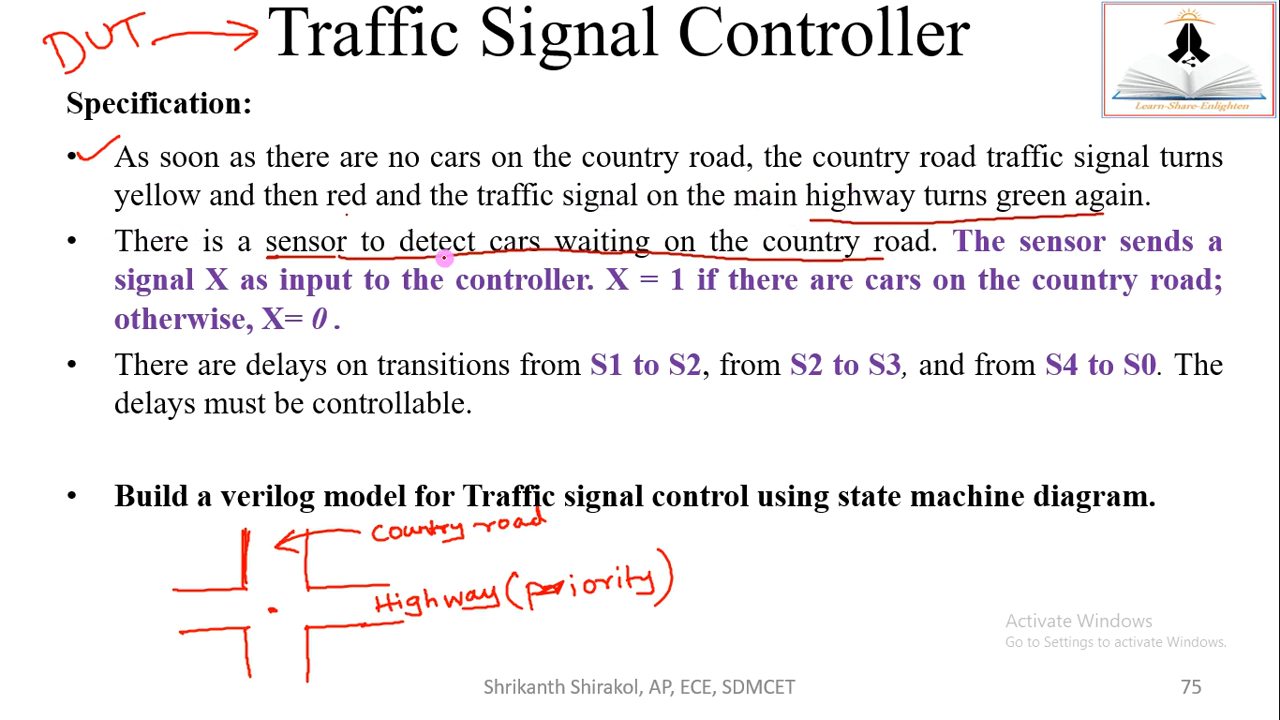 DUT
Traffic Signal Controller
Learn-Share-Enlighten
Specification:
• As soon as there are no cars on the country road, the country road traffic signal turns
yellow and then red and the traffic signal on the main highway turns green again.
• There is a sensor to detect cars waiting on the country road. The sensor sends a
signal X as input to the controller. X = 1 if there are cars on the country road;
otherwise, X= 0 .
• There are delays on transitions from S1 to S2, from S2 to S3, and from S4 to S0. The
delays must be controllable.
• Build a verilog model for Traffic signal control using state machine diagram.
Country road
Highway (Priority)
Activate Windows
Go to Settings to activate Windows.
Shrikanth Shirakol, AP, ECE, SDMCET
75